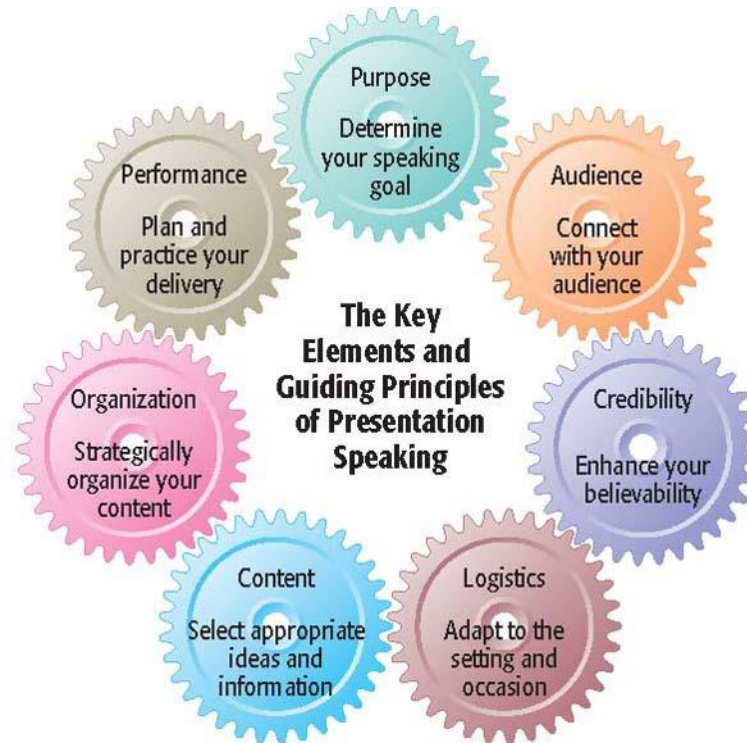 The Key
Elements and
Guiding Principles
of Presentation
Speaking
Purpose
Determine
your speaking
goal
Audience
Connect
with your
audience
Credibility
Enhance your
believability
Logistics
Adapt to the
setting and
occasion
Content
Select appropriate
ideas and
information
Organization
Strategically
organize your
content
Performance
Plan and
practice your
delivery